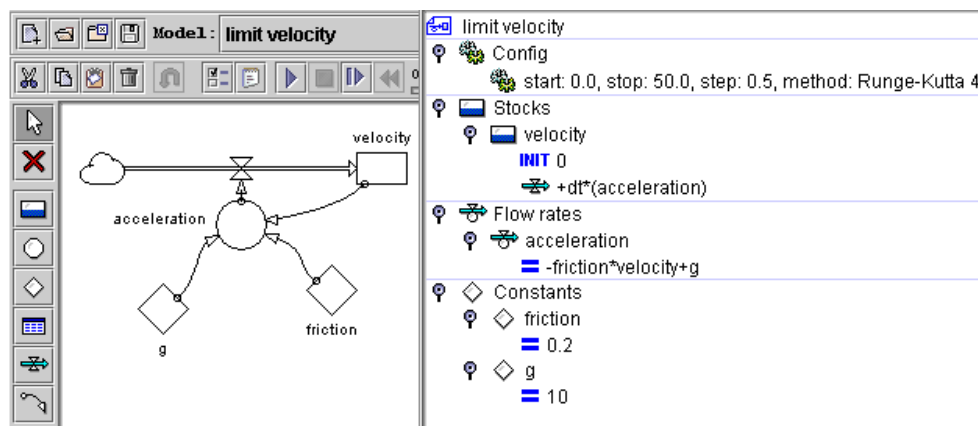 Model: limit velocity
velocity
acceleration
g
friction
limit velocity
Config
start: 0.0, stop: 50.0, step: 0.5, method: Runge-Kutta 4
Stocks
velocity
INIT 0
+dt*(acceleration)
Flow rates
acceleration
= -friction*velocity+g
Constants
friction
= 0.2
g
= 10